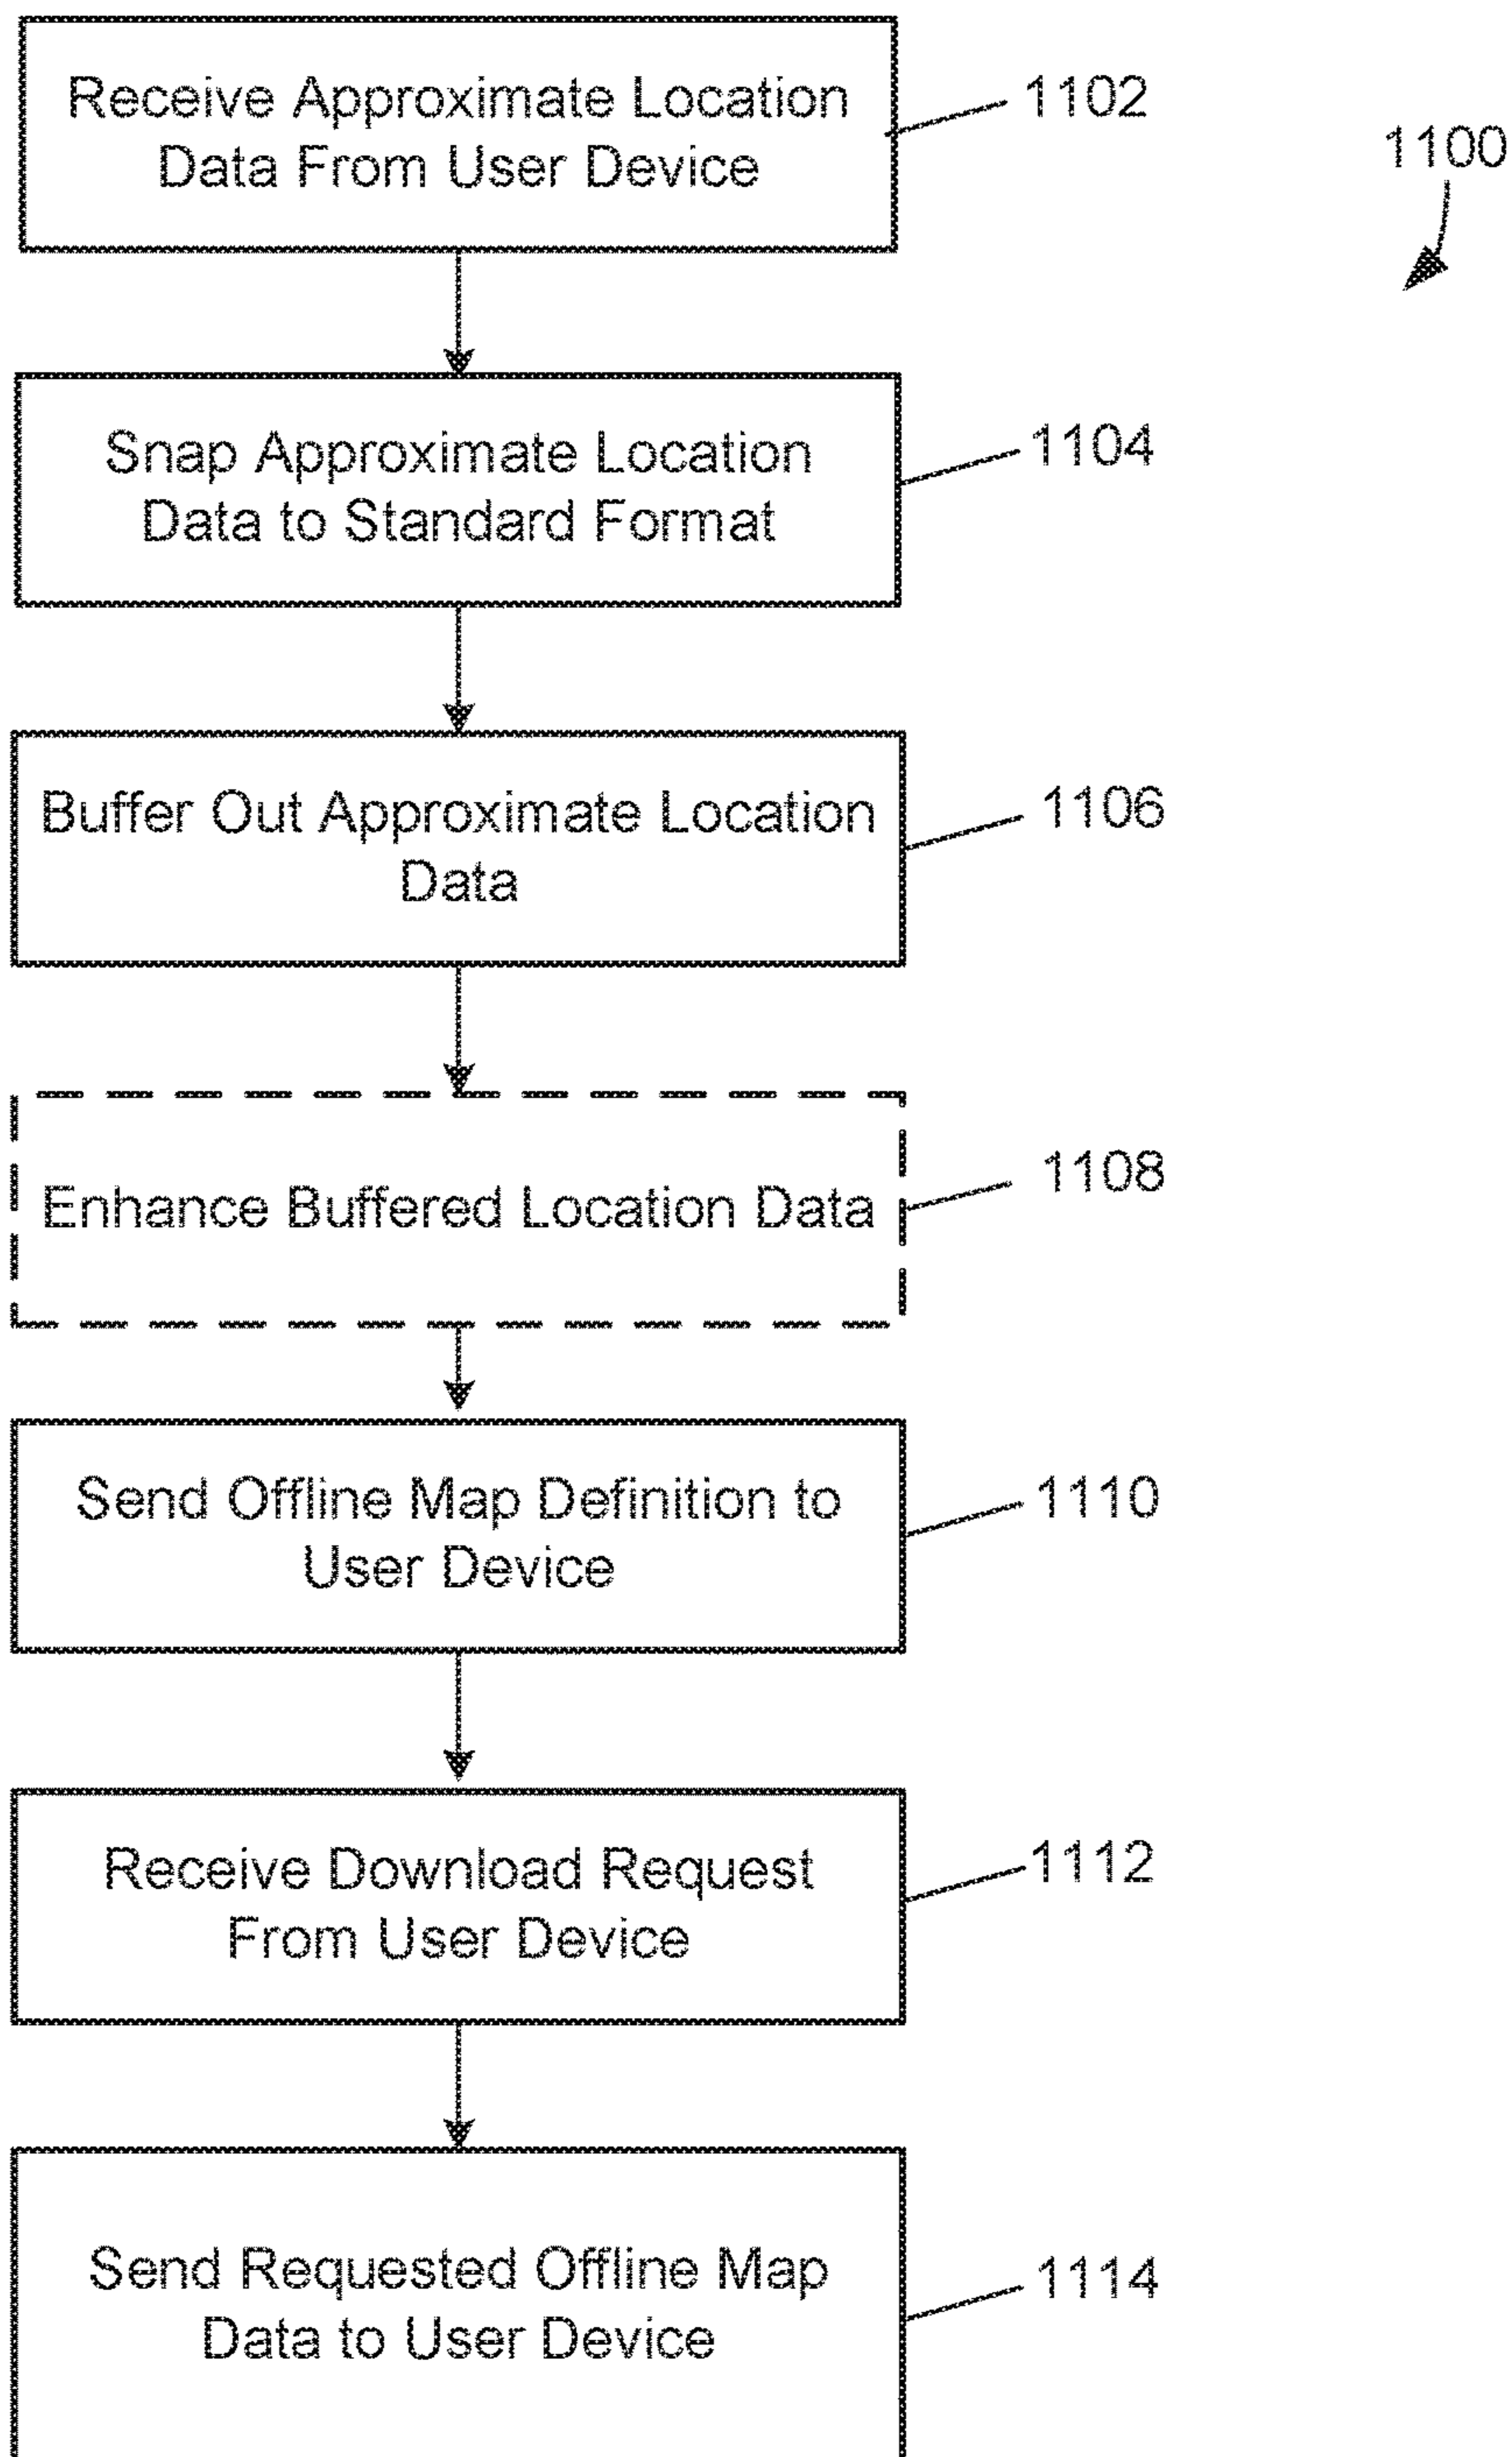 Receive Approximate Location
Data From User Device
1102
1100
Snap Approximate Location
Data to Standard Format
1104
Buffer Out Approximate Location
Data
1106
Enhance Buffered Location Data
1108
Send Offline Map Definition to
User Device
1110
Receive Download Request
From User Device
1112
Send Requested Offline Map
Data to User Device
1114